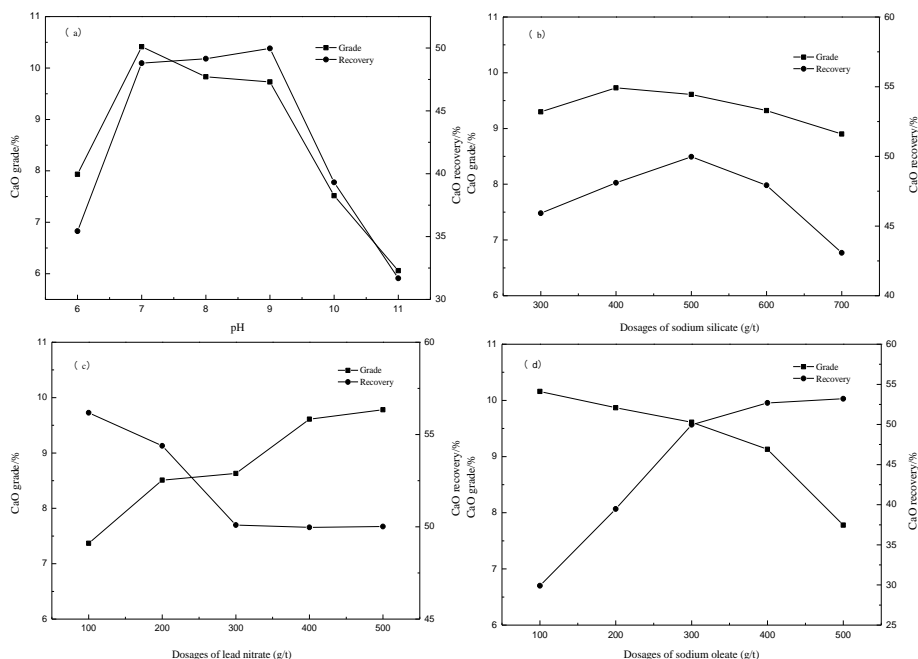 ( a )
Grade
Recovery
CaO grade/%
11
10
9
8
7
6
CaO recovery/%
50
45
40
35
30
6 7 8 9 10 11
pH
( b )
Grade
Recovery
CaO grade/%
11
10
9
8
7
6
CaO recovery/%
60
55
50
45
40
300 400 500 600 700
Dosages of sodium silicate (g/t)
( c )
Grade
Recovery
CaO grade/%
11
10
9
8
7
6
CaO recovery/%
60
55
50
45
100 200 300 400 500
Dosages of lead nitrate (g/t)
( d )
Grade
Recovery
CaO grade/%
11
10
9
8
7
6
CaO recovery/%
60
55
50
45
40
35
30
25
100 200 300 400 500
Dosages of sodium oleate (g/t)